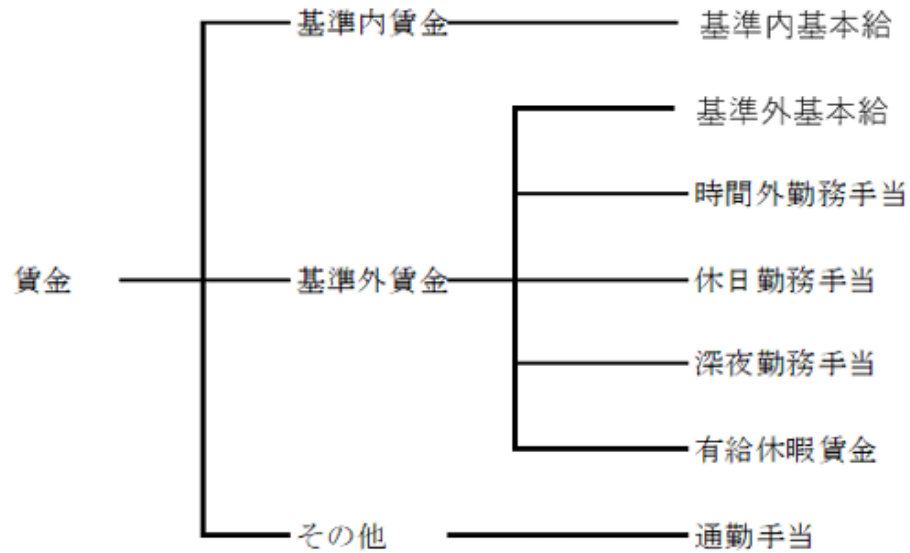 基準内賃金 基準内基本給
基準外基本給
時間外勤務手当
賃金 基準外賃金 休日勤務手当
深夜勤務手当
有給休暇賃金
その他 通勤手当